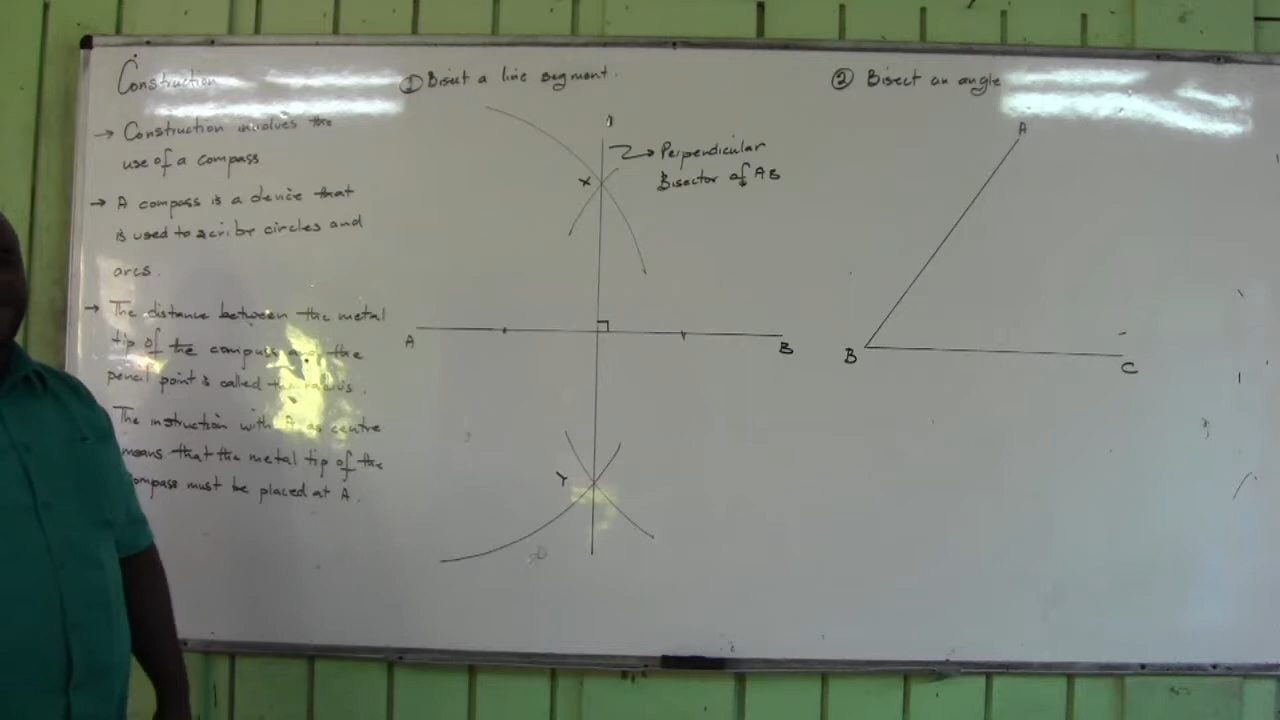 Construction
→ Construction involves the
use of a compass
→ A compass is a device that
is used to scribe circles and
arcs.
→ The distance between the metal
tip of the compass and the
pencil point is called the radius.
The instruction with A as centre
means that the metal tip of the
compass must be placed at A.
① Bisect a line segment.
Perpendicular
Bisector of AB
X
A
B
Y
② Bisect an angle
A
B
C